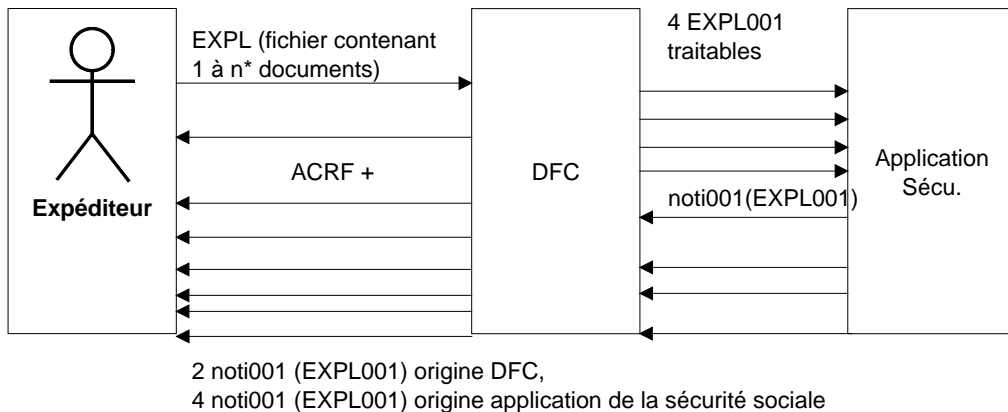 4 EXPL001
traitables
EXPL (fichier contenant
1 à n* documents)
ACRF +
DFC
Application
Sécu.
Expéditeur
noti001(EXPL001)
2 noti001 (EXPL001) origine DFC,
4 noti001 (EXPL001) origine application de la sécurité sociale